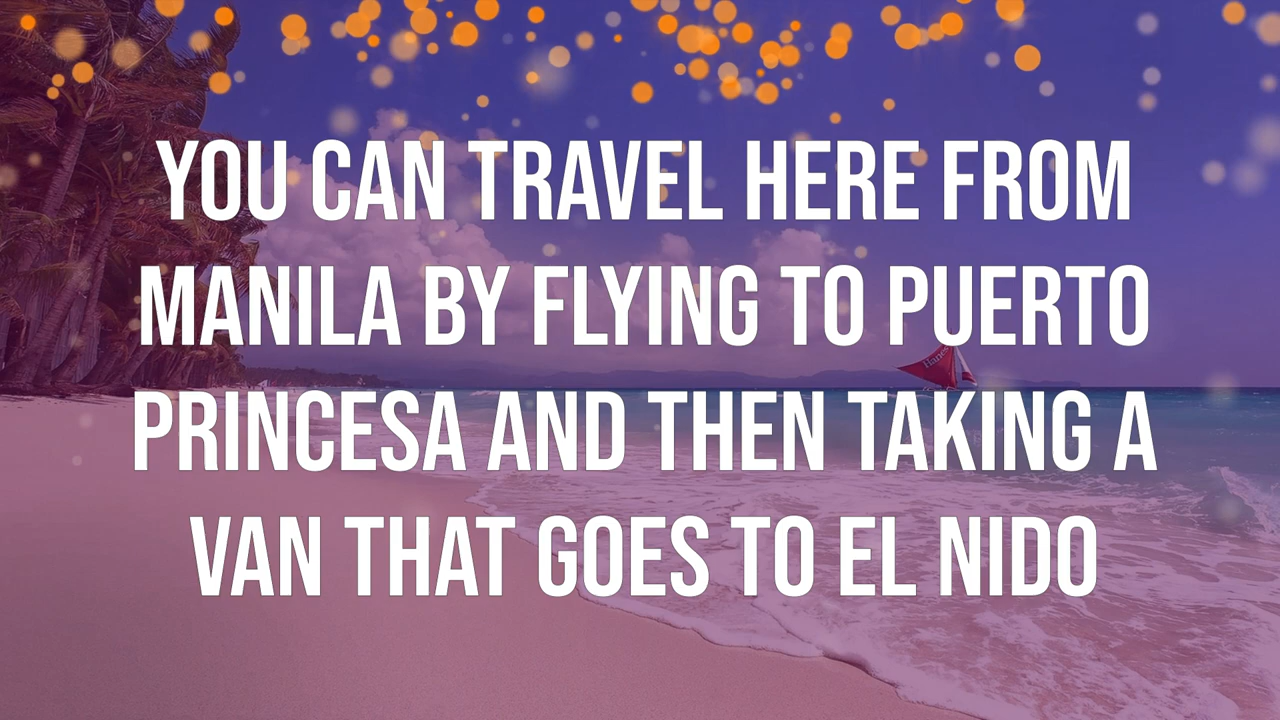 YOU CAN TRAVEL HERE FROM
MANILA BY FLYING TO PUERTO
PRINCESA AND THEN TAKING A
VAN THAT GOES TO EL NIDO
Hanes